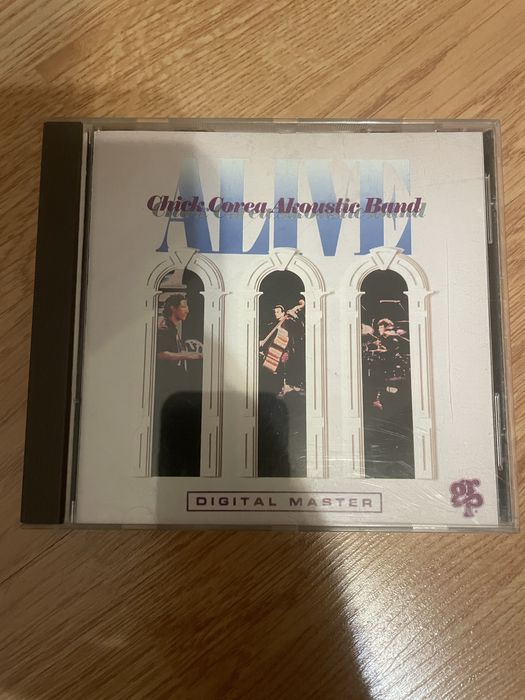 ALIVE
Chick Corea Akoustic Band
DIGITAL MASTER
grp